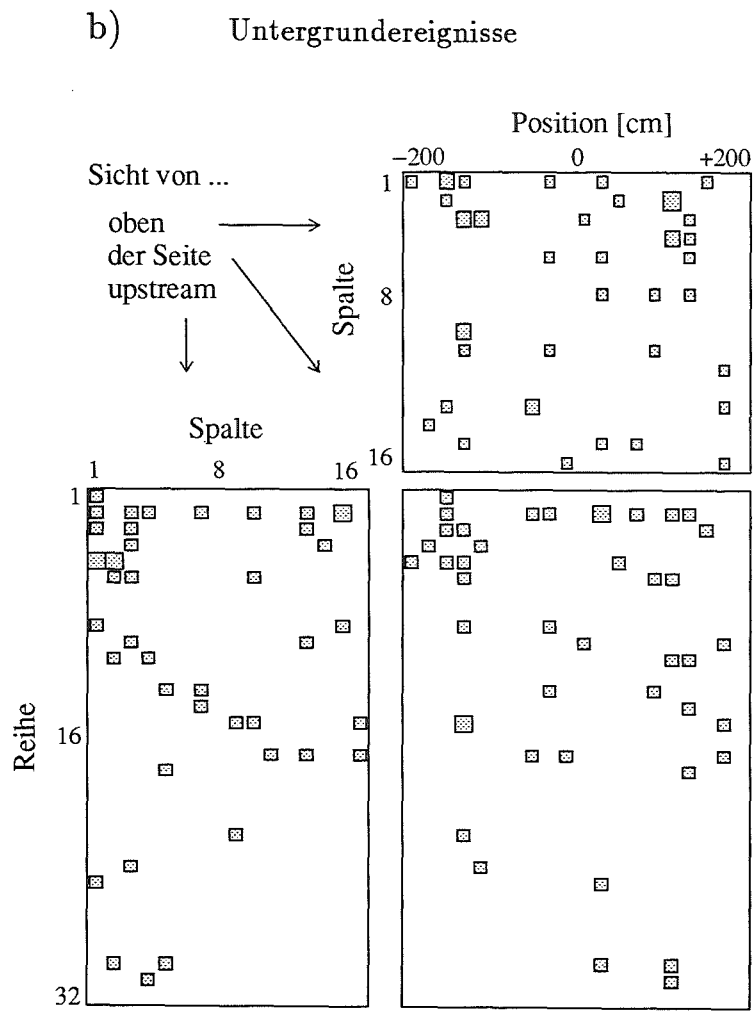 b) Untergrundereignisse
Position [cm]
−200 0 +200
Sicht von ...
oben
der Seite
upstream
Spalte
1
8
16
Spalte
1 8 16
Reihe
1
16
32